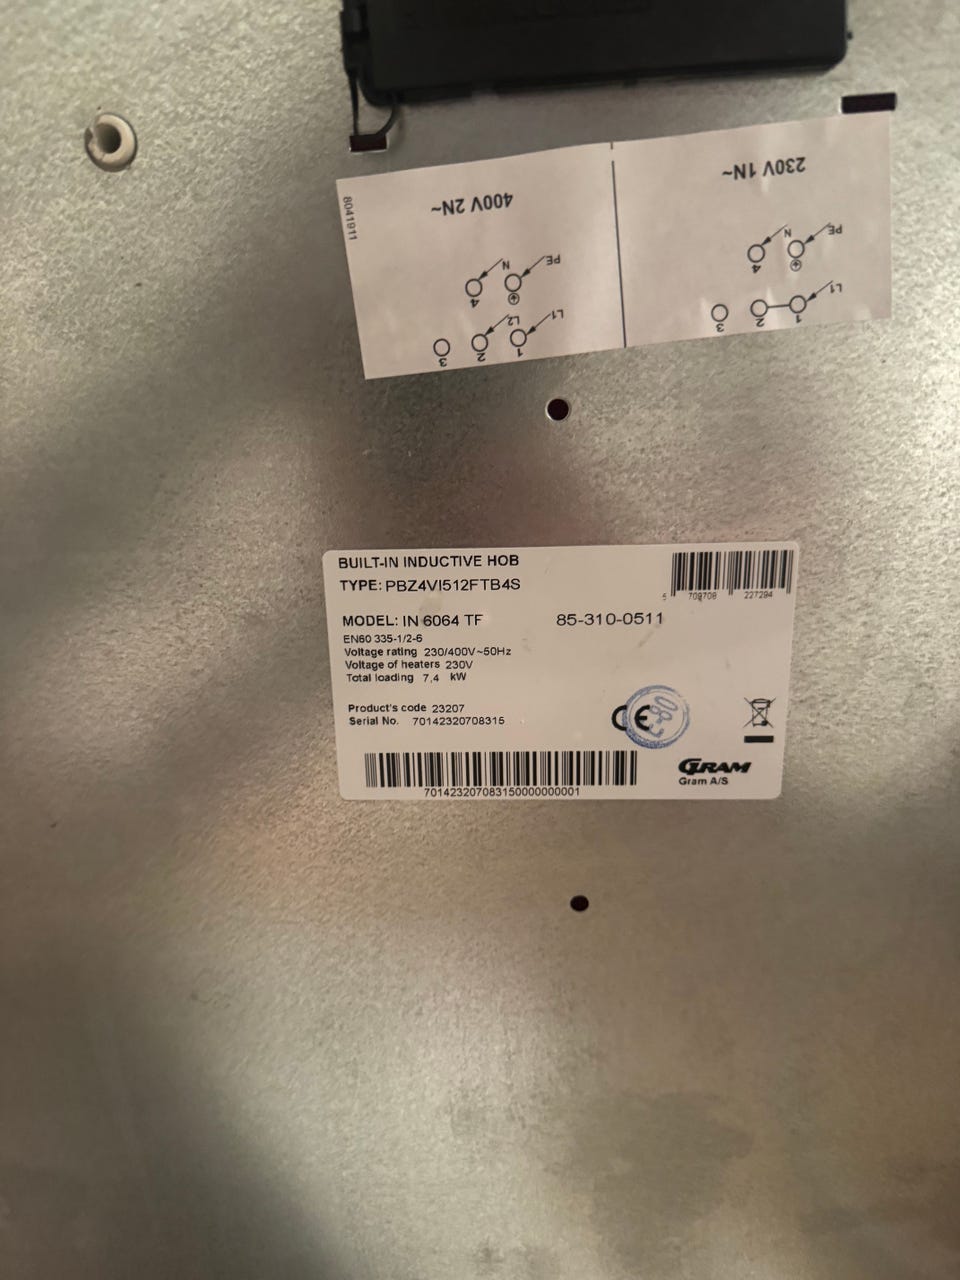 8041911
400V 2N~
PE
N
4
L1
L2
1
2
3
230V 1N~
PE
N
4
L1
1
2
3
BUILT-IN INDUCTIVE HOB
TYPE: PBZ4VI512FTB4S
5 709708 227294
MODEL: IN 6064 TF 85-310-0511
EN60 335-1/2-6
Voltage rating 230/400V~50Hz
Voltage of heaters 230V
Total loading 7,4 kW
Product's code 23207
Serial No. 70142320708315
CE
701423207083150000000001
GRAM
Gram A/S